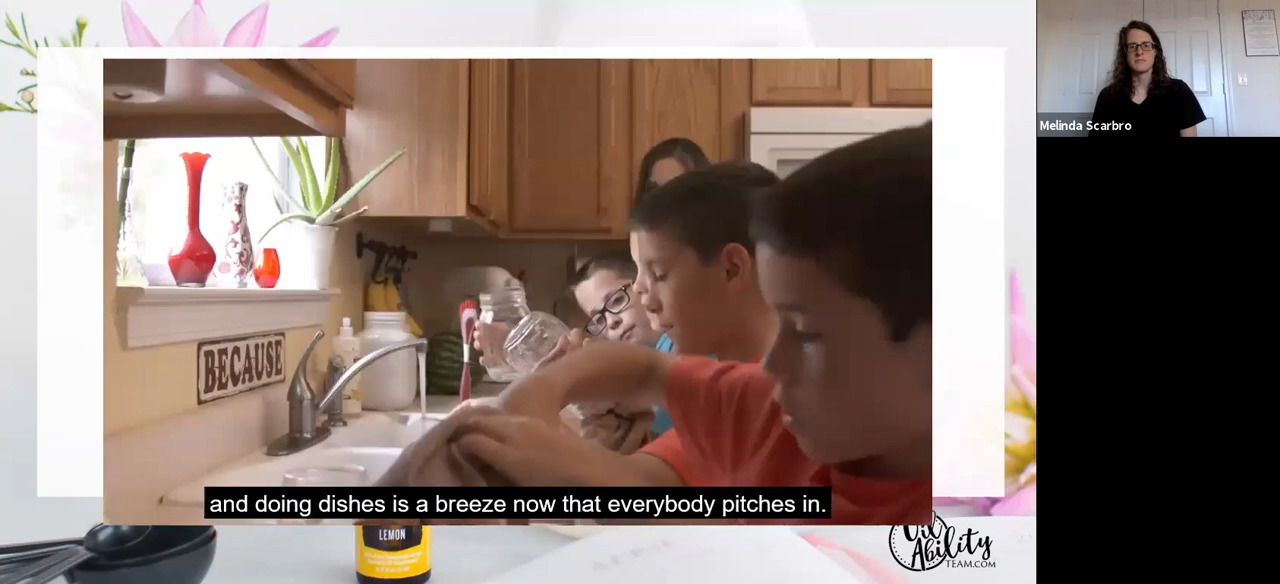 Melinda Scarbro
BECAUSE
and doing dishes is a breeze now that everybody pitches in.
LEMON
Oil
Ability
TEAM.COM